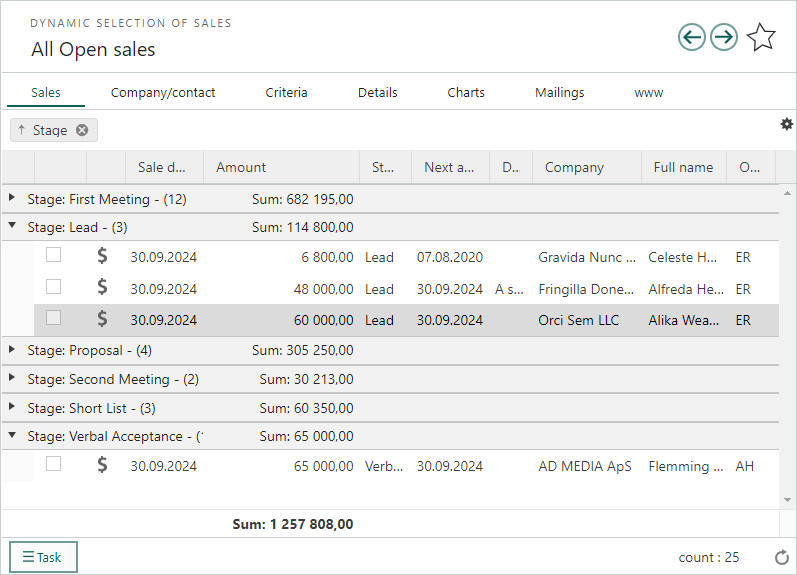 DYNAMIC SELECTION OF SALES
All Open sales
Sales Company/contact Criteria Details Charts Mailings www
↑ Stage
Sale d... Amount St... Next a... D... Company Full name O...
Stage: First Meeting - (12) Sum: 682 195,00
Stage: Lead - (3) Sum: 114 800,00
$ 30.09.2024 6 800,00 Lead 07.08.2020 Gravida Nunc ... Celeste H... ER
$ 30.09.2024 48 000,00 Lead 30.09.2024 A s... Fringilla Done... Alfreda He... ER
$ 30.09.2024 60 000,00 Lead 30.09.2024 Orci Sem LLC Alika Wea... ER
Stage: Proposal - (4) Sum: 305 250,00
Stage: Second Meeting - (2) Sum: 30 213,00
Stage: Short List - (3) Sum: 60 350,00
Stage: Verbal Acceptance - ( Sum: 65 000,00
$ 30.09.2024 65 000,00 Verb... 30.09.2024 AD MEDIA ApS Flemming ... AH
Sum: 1 257 808,00
Task count : 25